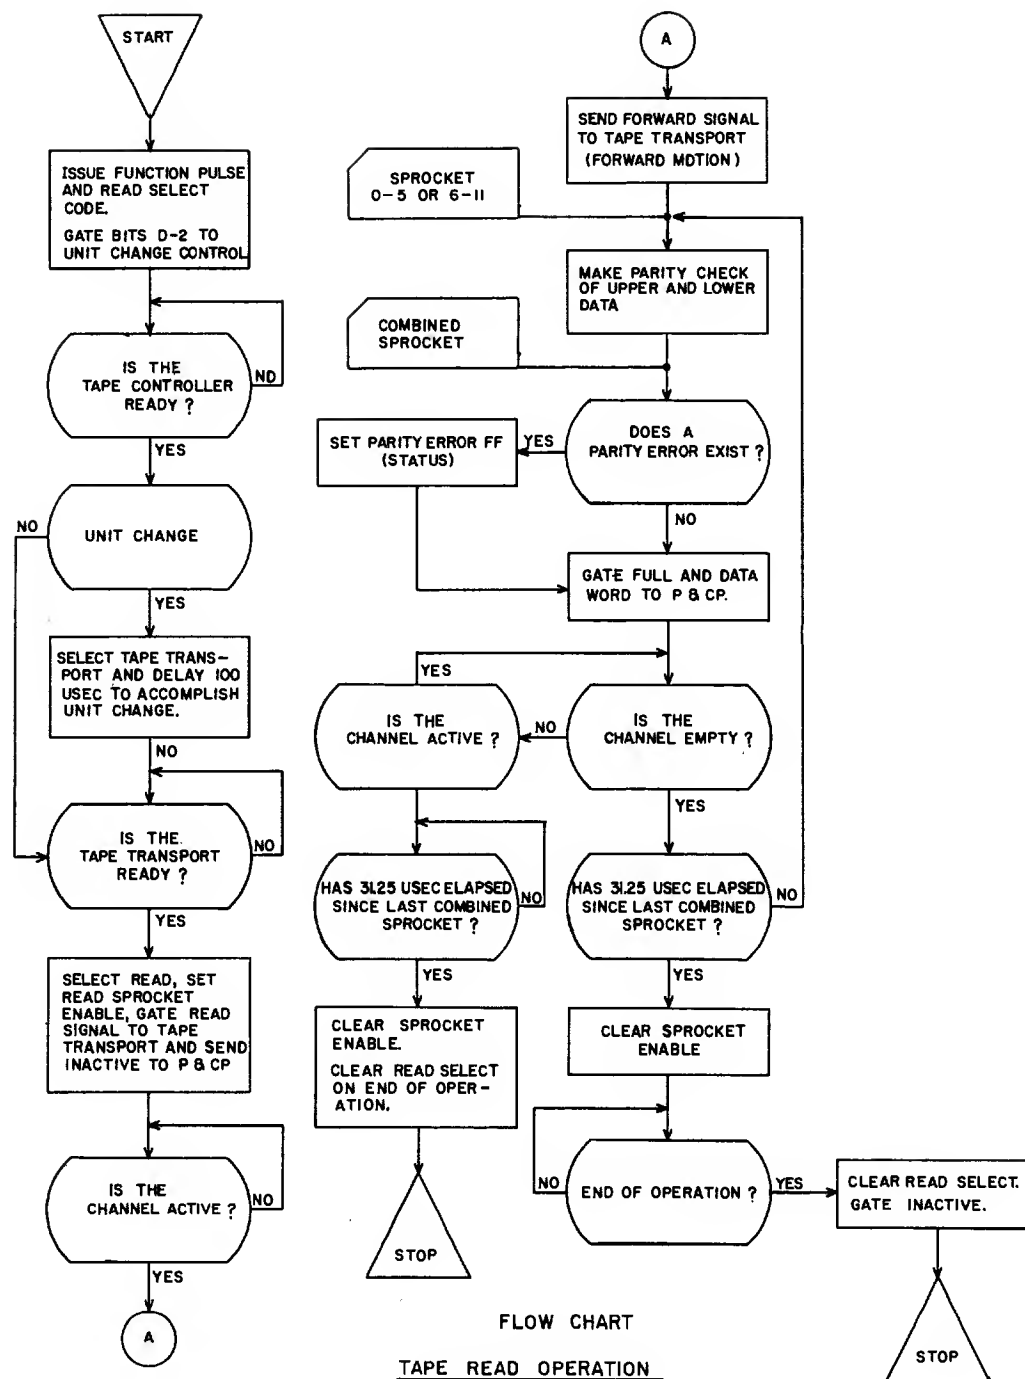 START
ISSUE FUNCTION PULSE
AND READ SELECT
CODE.
GATE BITS D-2 TO
UNIT CHANGE CONTROL
IS THE
TAPE CONTROLLER
READY ?
ND
YES
UNIT CHANGE
NO
YES
SELECT TAPE TRANS-
PORT AND DELAY 100
USEC TO ACCOMPLISH
UNIT CHANGE.
NO
IS THE.
TAPE TRANSPORT
READY ?
NO
YES
SELECT READ, SET
READ SPROCKET
ENABLE, GATE READ
SIGNAL TO TAPE
TRANSPORT AND SEND
INACTIVE TO P & CP
IS THE
CHANNEL ACTIVE ?
NO
YES
A
A
SEND FORWARD SIGNAL
TO TAPE TRANSPORT
(FORWARD MDTION)
SPROCKET
0-5 OR 6-11
MAKE PARITY CHECK
OF UPPER AND LOWER
DATA
COMBINED
SPROCKET
DOES A
PARITY ERROR EXIST ?
YES
SET PARITY ERROR FF
(STATUS)
NO
GATE FULL AND DATA
WORD TO P & CP.
YES
IS THE
CHANNEL ACTIVE ?
NO
IS THE
CHANNEL EMPTY ?
YES
HAS 31.25 USEC ELAPSED
SINCE LAST COMBINED
SPROCKET ?
NO
HAS 31.25 USEC ELAPSED
SINCE LAST COMBINED
SPROCKET ?
NO
YES
YES
CLEAR SPROCKET
ENABLE.
CLEAR READ SELECT
ON END OF OPER-
ATION.
CLEAR SPROCKET
ENABLE
STOP
NO
END OF OPERATION ?
YES
CLEAR READ SELECT.
GATE INACTIVE.
STOP
FLOW CHART
TAPE READ OPERATION